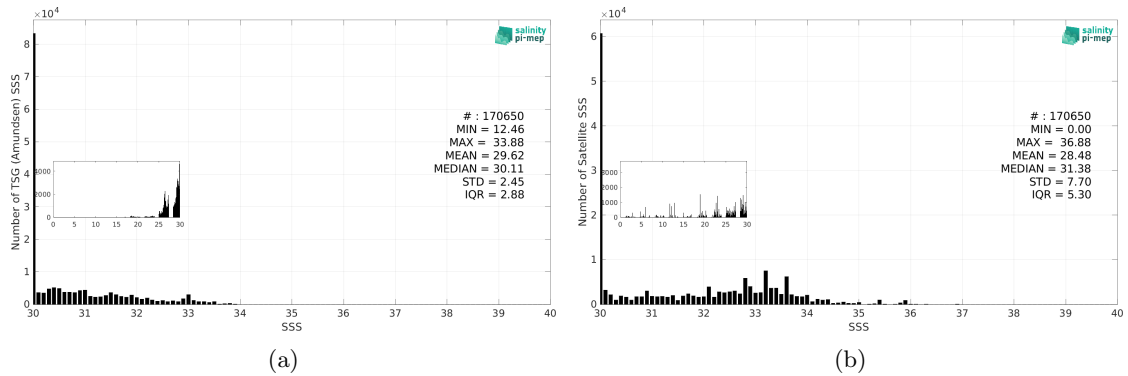 ×10⁴
8
7
6
5
4
3
2
1
0
Number of TSG (Amundsen) SSS
30 31 32 33 34 35 36 37 38 39 40
SSS
salinity
pi-mep
# : 170650
MIN = 12.46
MAX = 33.88
MEAN = 29.62
MEDIAN = 30.11
STD = 2.45
IQR = 2.88
4000
2000
0
0 5 10 15 20 25 30
(a)
×10⁴
6
5
4
3
2
1
0
Number of Satellite SSS
30 31 32 33 34 35 36 37 38 39 40
SSS
salinity
pi-mep
# : 170650
MIN = 0.00
MAX = 36.88
MEAN = 28.48
MEDIAN = 31.38
STD = 7.70
IQR = 5.30
3000
2000
1000
0
0 5 10 15 20 25 30
(b)